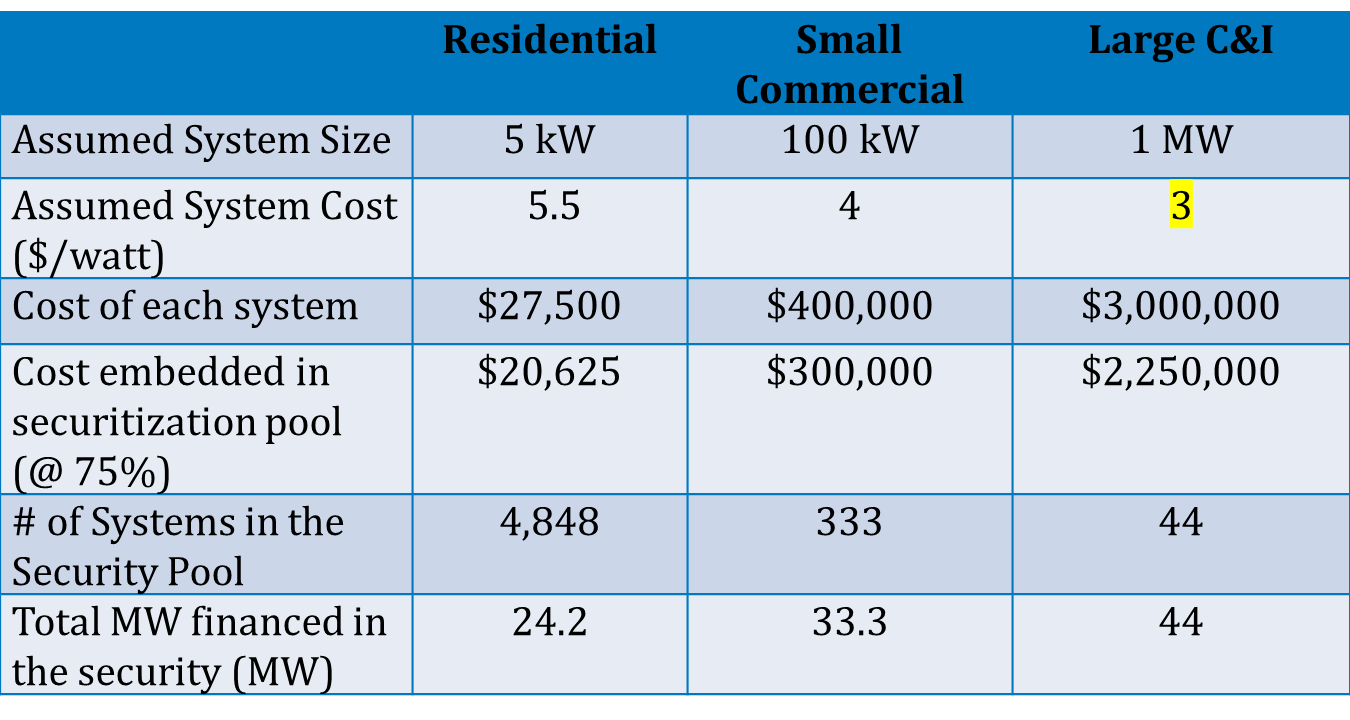 Residential Small Large C&I
Commercial
Assumed System Size 5 kW 100 kW 1 MW
Assumed System Cost 5.5 4 3
($/watt)
Cost of each system $27,500 $400,000 $3,000,000
Cost embedded in $20,625 $300,000 $2,250,000
securitization pool
(@ 75%)
# of Systems in the 4,848 333 44
Security Pool
Total MW financed in 24.2 33.3 44
the security (MW)